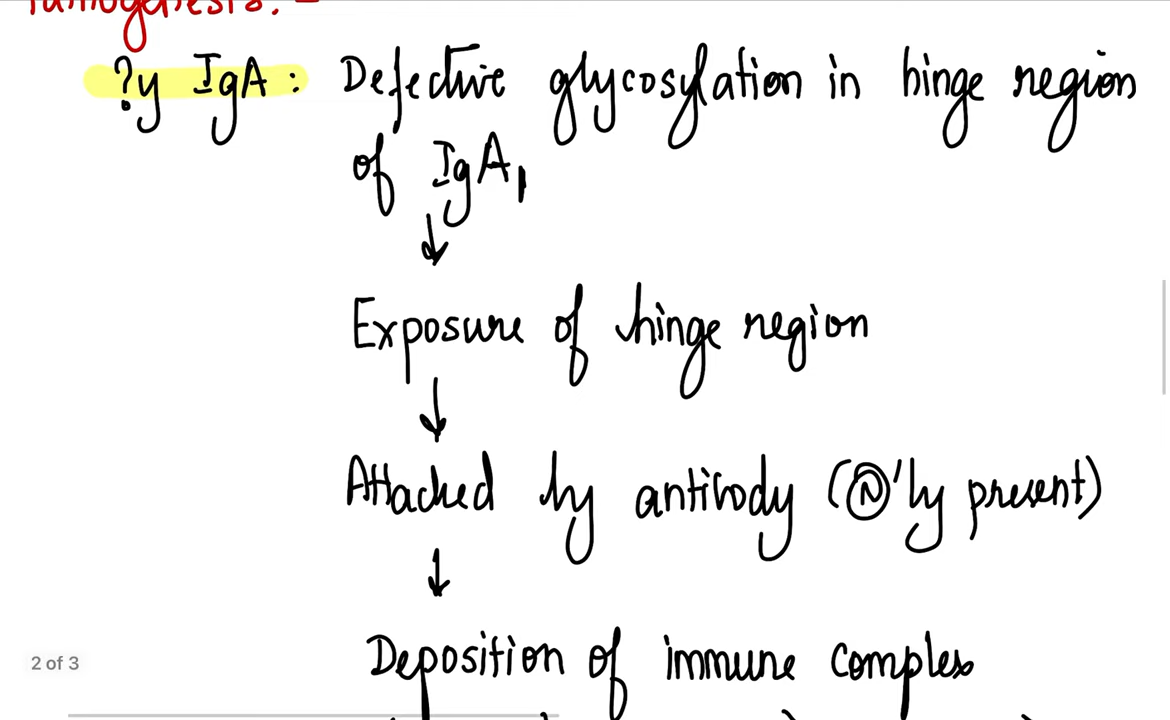 ?y IgA: Defective glycosylation in hinge region
of IgA₁
↓
Exposure of hinge region
↓
Attached by antibody (Ⓝ'ly present)
↓
Deposition of immune complex
2 of 3